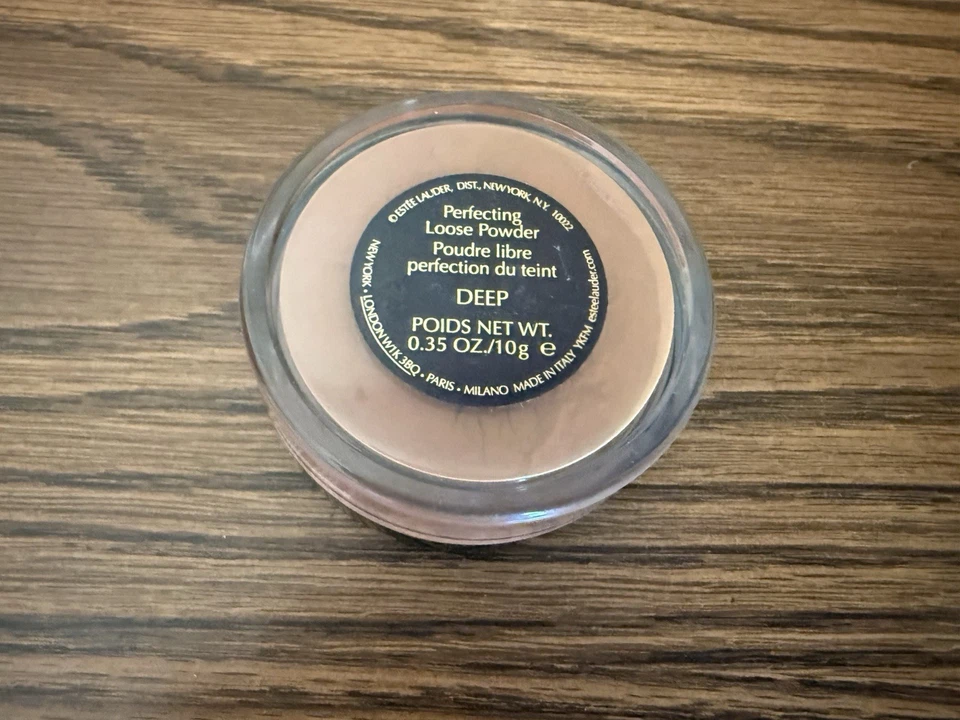 © ESTĒE LAUDER, DIST., NEW YORK, N.Y. 10022
Perfecting
Loose Powder
Poudre libre
perfection du teint
DEEP
POIDS NET WT.
0.35 OZ./10g ℮
NEW YORK • LONDON W1K 3BQ • PARIS • MILANO MADE IN ITALY YKFM esteelauder.com